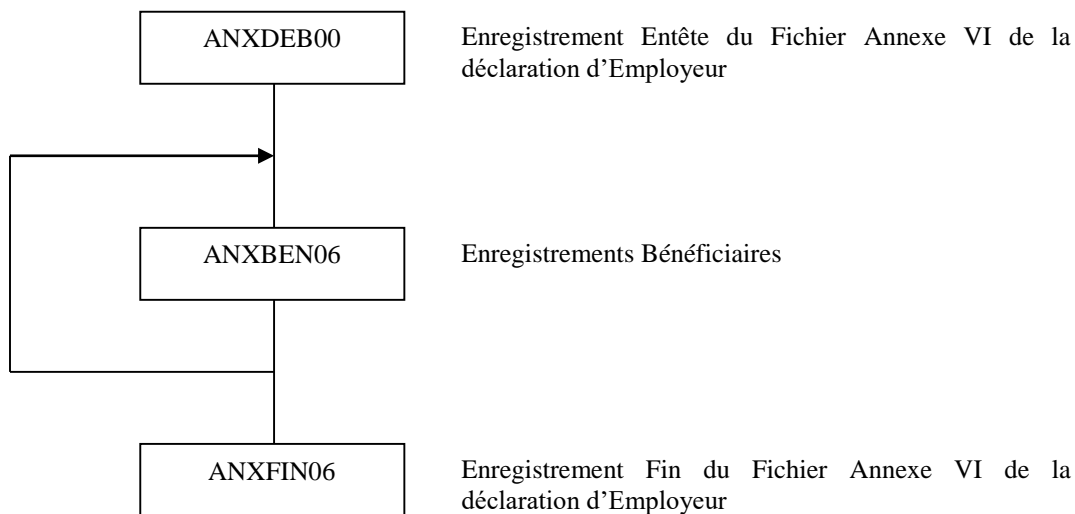 ANXDEB00
Enregistrement Entête du Fichier Annexe VI de la
déclaration d'Employeur
ANXBEN06
Enregistrements Bénéficiaires
ANXFIN06
Enregistrement Fin du Fichier Annexe VI de la
déclaration d'Employeur